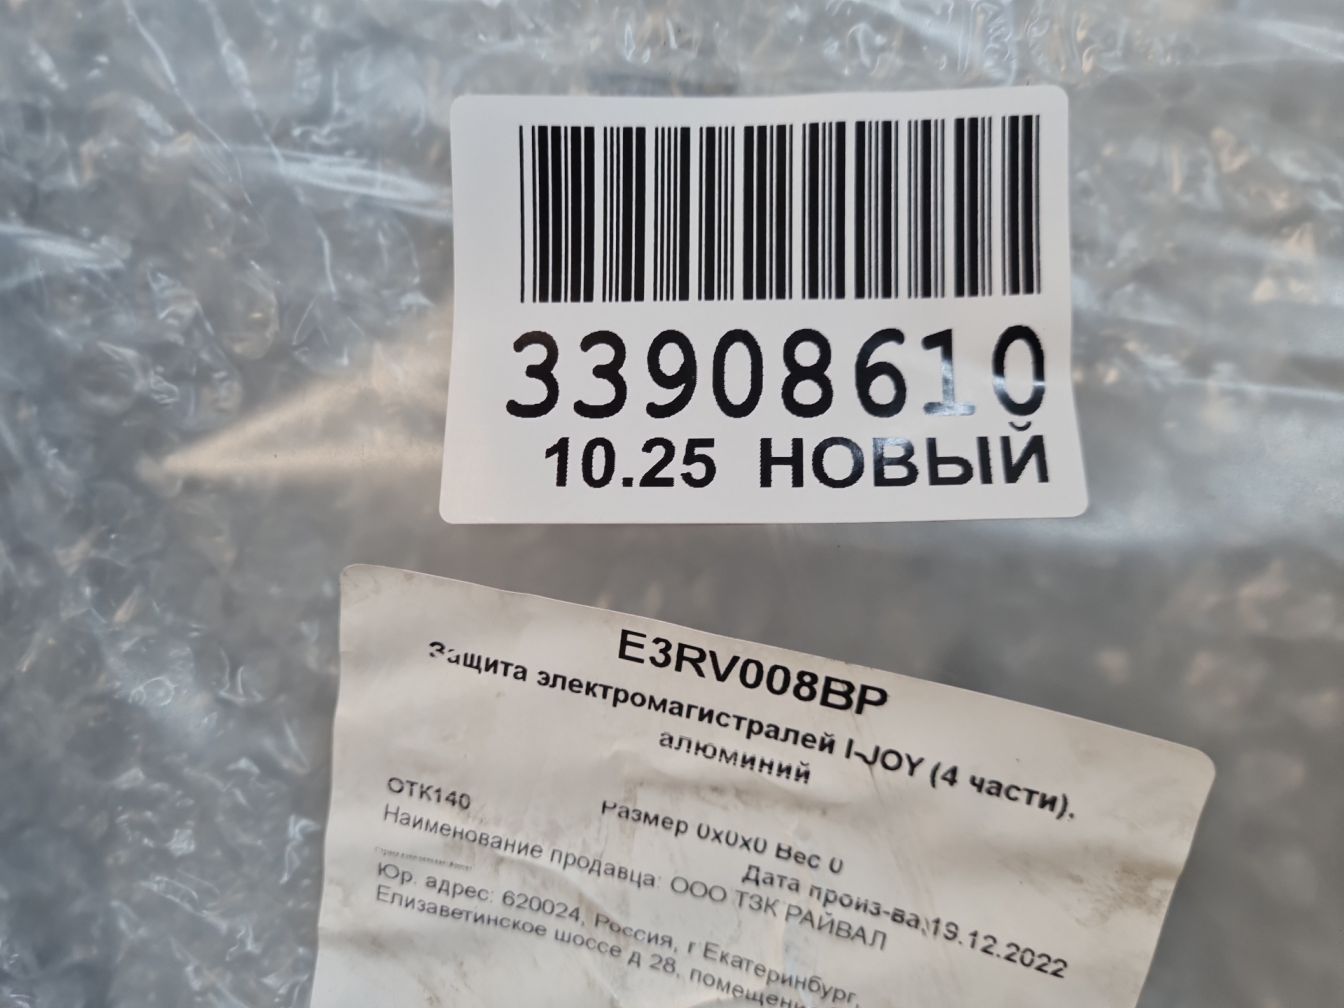 33908610
10.25 НОВЫЙ
E3RV008BP
Защита электромагистралей I-JOY (4 части),
алюминий
Размер 0x0x0 Вес 0
ОТК140
Дата произ-ва 19.12.2022
Наименование продавца: ООО ТЗК РАЙВАЛ
Юр. адрес: 620024, Россия, г Екатеринбург,
Елизаветинское шоссе д 28,